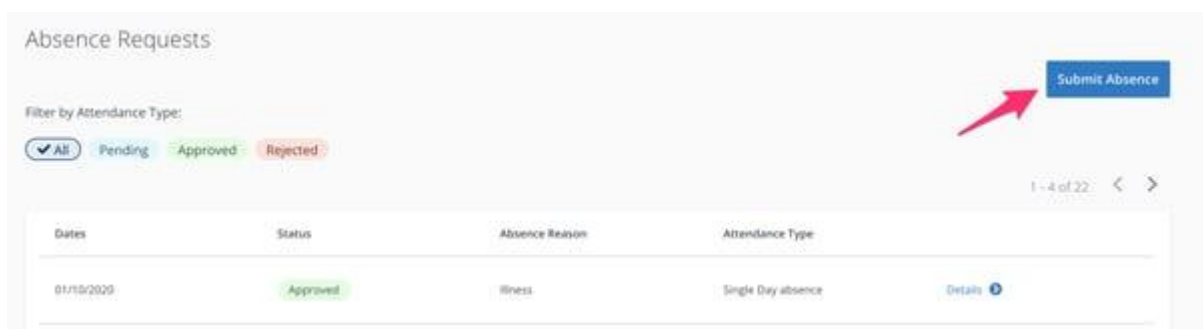 Absence Requests
Submit Absence
Filter by Attendance Type:
All Pending Approved Rejected
1 - 4 of 22
Dates Status Absence Reason Attendance Type
01/10/2020 Approved Illness Single Day absence Details